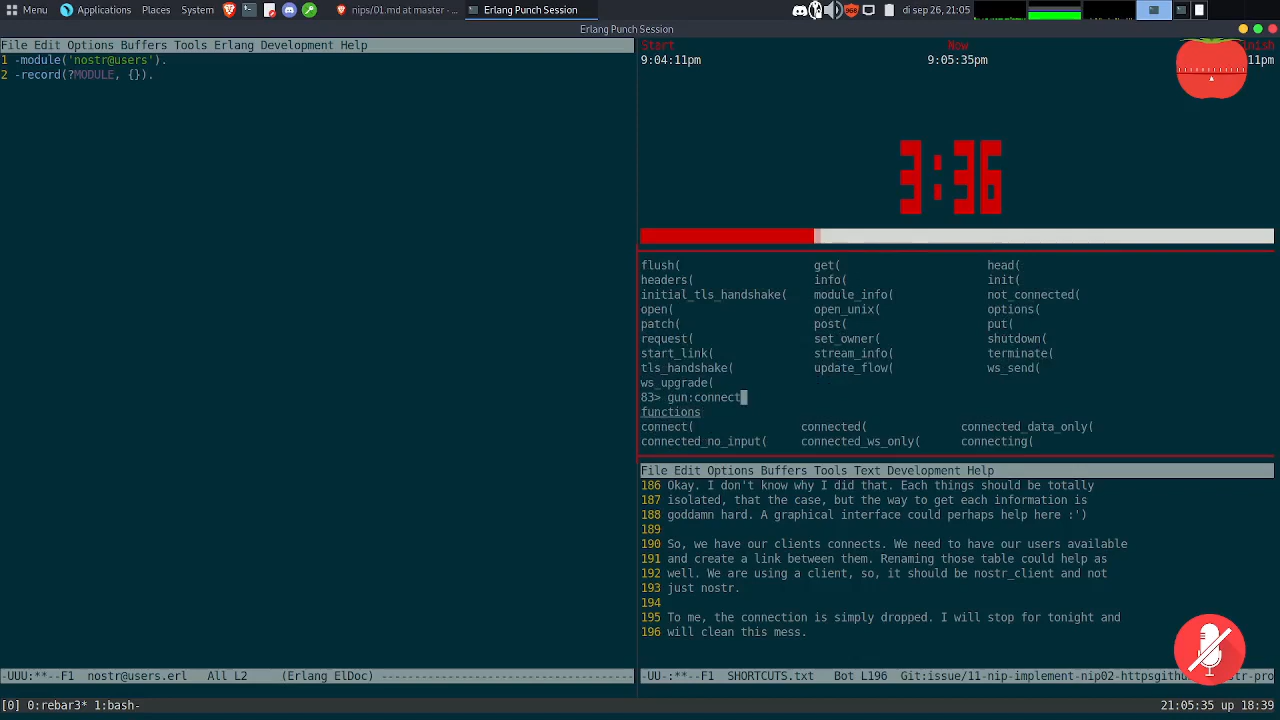 Menu Applications Places System nips/01.md at master - ... Erlang Punch Session di sep 26, 21:05
Erlang Punch Session
File Edit Options Buffers Tools Erlang Development Help
1 -module('nostr@users').
2 -record(?MODULE, {}).
Start Now
9:04:11pm 9:05:35pm 11pm
3:36
flush( get( head(
headers( info( init(
initial_tls_handshake( module_info( not_connected(
open( open_unix( options(
patch( post( put(
request( set_owner( shutdown(
start_link( stream_info( terminate(
tls_handshake( update_flow( ws_send(
ws_upgrade(
83> gun:connect
functions
connect( connected( connected_data_only(
connected_no_input( connected_ws_only( connecting(
File Edit Options Buffers Tools Text Development Help
186 Okay. I don't know why I did that. Each things should be totally
187 isolated, that the case, but the way to get each information is
188 goddamn hard. A graphical interface could perhaps help here :')
189
190 So, we have our clients connects. We need to have our users available
191 and create a link between them. Renaming those table could help as
192 well. We are using a client, so, it should be nostr_client and not
193 just nostr.
194
195 To me, the connection is simply dropped. I will stop for tonight and
196 will clean this mess.
-UUU:**--F1 nostr@users.erl All L2 (Erlang ElDoc) ---------------------------------
-UU-:**--F1 SHORTCUTS.txt Bot L196 Git:issue/11-nip-implement-nip02-httpsgith
[0] 0:rebar3* 1:bash- 21:05:35 up 18:39